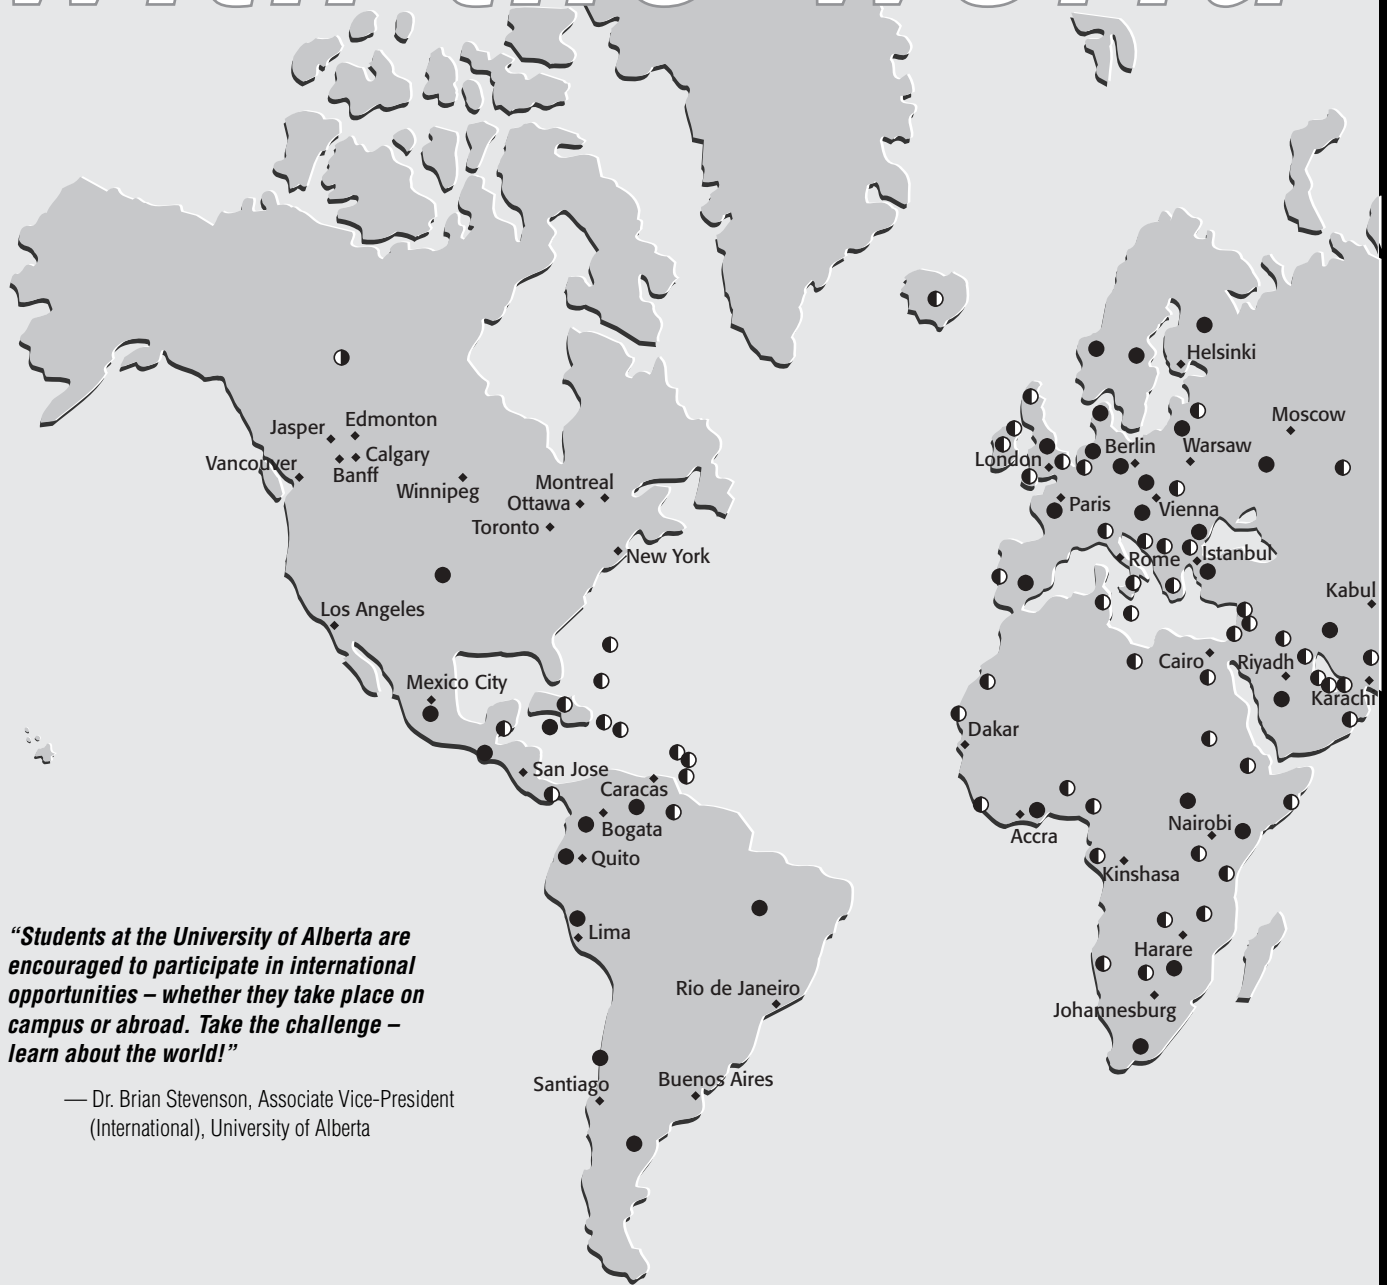 with the world
Helsinki
Moscow
Jasper
Edmonton
Vancouver
Calgary
Banff
Winnipeg
Montreal
Ottawa
Toronto
New York
London
Berlin
Warsaw
Paris
Vienna
Rome
Istanbul
Kabul
Los Angeles
Mexico City
Cairo
Riyadh
Karachi
Dakar
San Jose
Caracas
Bogata
Accra
Nairobi
Quito
Kinshasa
Lima
Harare
Rio de Janeiro
Johannesburg
Santiago
Buenos Aires
“Students at the University of Alberta are
encouraged to participate in international
opportunities – whether they take place on
campus or abroad. Take the challenge –
learn about the world!”
— Dr. Brian Stevenson, Associate Vice-President
(International), University of Alberta